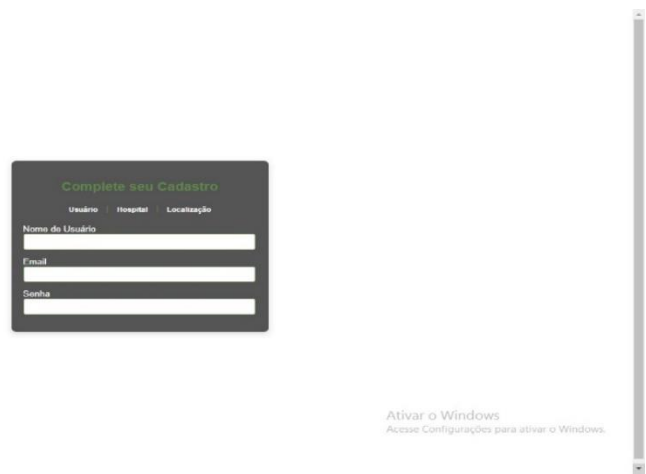 Complete seu Cadastro
Usuário | Hospital | Localização
Nome de Usuário
Email
Senha
Ativar o Windows
Acesse Configurações para ativar o Windows.